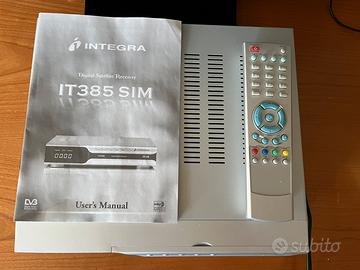 INTEGRA
Digital Satellite Receiver
IT385 SIM
User's Manual
DVB
subito